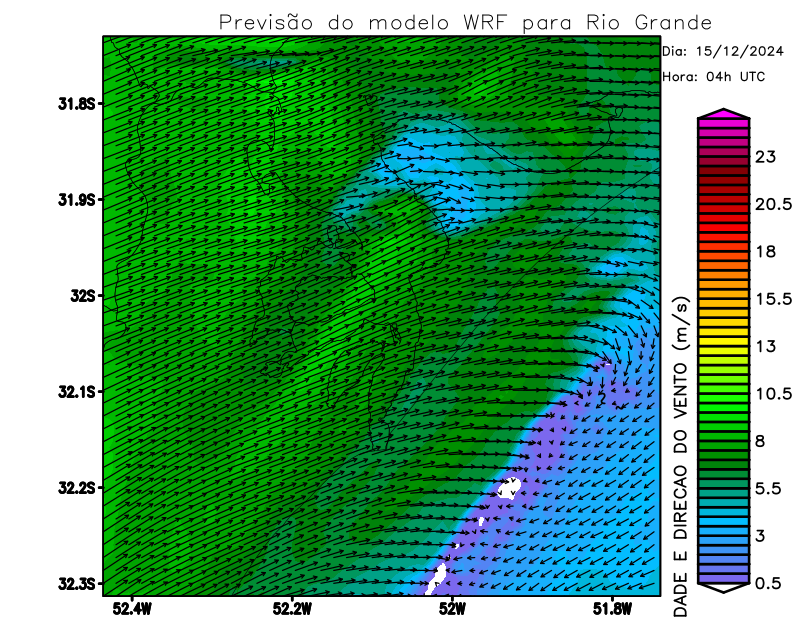 Previsão do modelo WRF para Rio Grande
Dia: 15/12/2024
Hora: 04h UTC
31.8S
31.9S
32S
32.1S
32.2S
32.3S
52.4W
52.2W
52W
51.8W
23
20.5
18
15.5
13
10.5
8
5.5
3
0.5
DADE E DIRECAO DO VENTO (m/s)